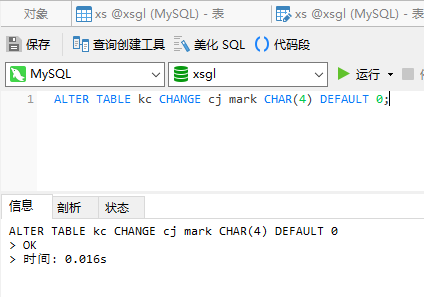 对象 xs @xsgl (MySQL) - 表 xs @xsgl (MySQL) - 表
保存 查询创建工具 美化 SQL () 代码段
MySQL xsgl 运行
1 ALTER TABLE kc CHANGE cj mark CHAR(4) DEFAULT 0;
信息 剖析 状态
ALTER TABLE kc CHANGE cj mark CHAR(4) DEFAULT 0
> OK
> 时间: 0.016s